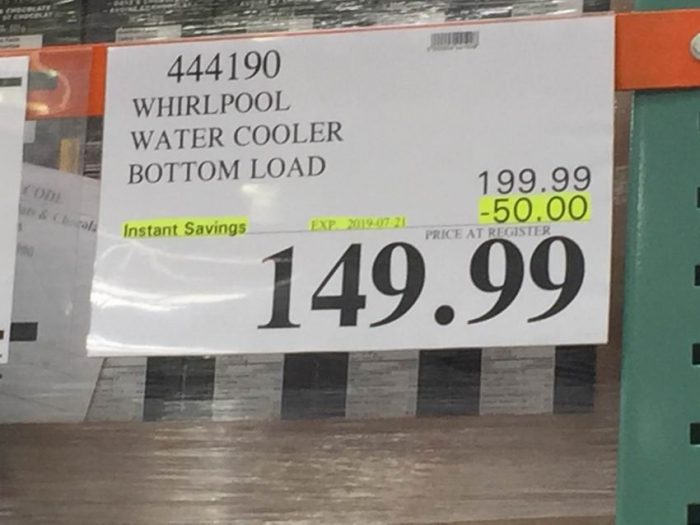 444190
WHIRLPOOL
WATER COOLER
BOTTOM LOAD
199.99
-50.00
Instant Savings EXP. 2019-07-21
PRICE AT REGISTER
149.99